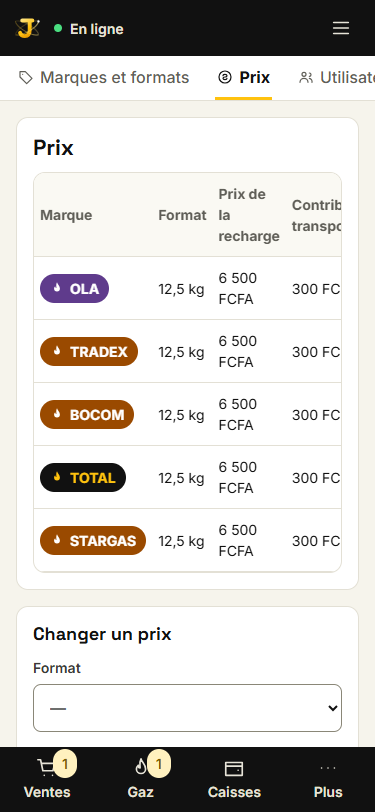 J
En ligne
Marques et formats
Prix
Utilisate
Prix
Marque
Format
Prix de la recharge
Contrib
transpo
OLA
12,5 kg
6 500 FCFA
300 FC
TRADEX
12,5 kg
6 500 FCFA
300 FC
BOCOM
12,5 kg
6 500 FCFA
300 FC
TOTAL
12,5 kg
6 500 FCFA
300 FC
STARGAS
12,5 kg
6 500 FCFA
300 FC
Changer un prix
Format
—
1
1
Ventes
Gaz
Caisses
Plus